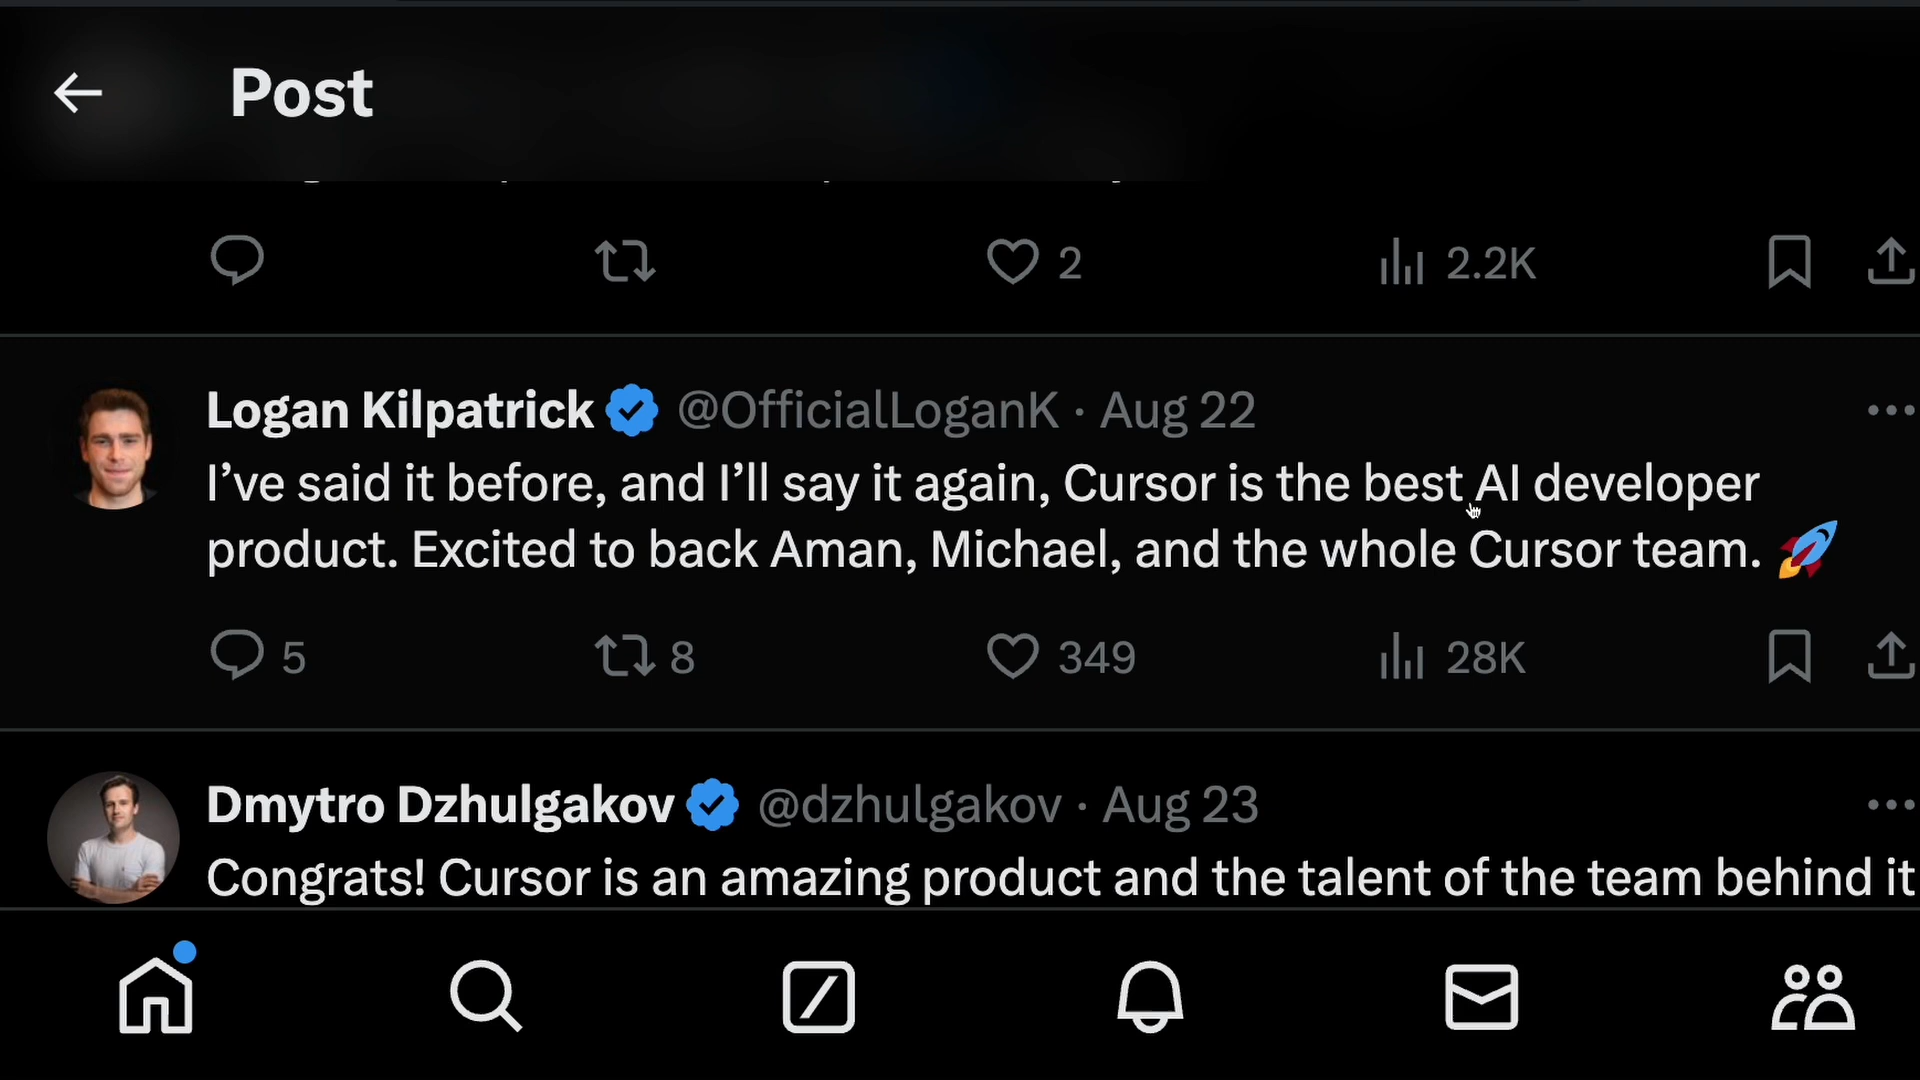 Post
2
2.2K
Logan Kilpatrick @OfficialLoganK · Aug 22
I’ve said it before, and I’ll say it again, Cursor is the best AI developer
product. Excited to back Aman, Michael, and the whole Cursor team. 🚀
5
8
349
28K
Dmytro Dzhulgakov @dzhulgakov · Aug 23
Congrats! Cursor is an amazing product and the talent of the team behind it